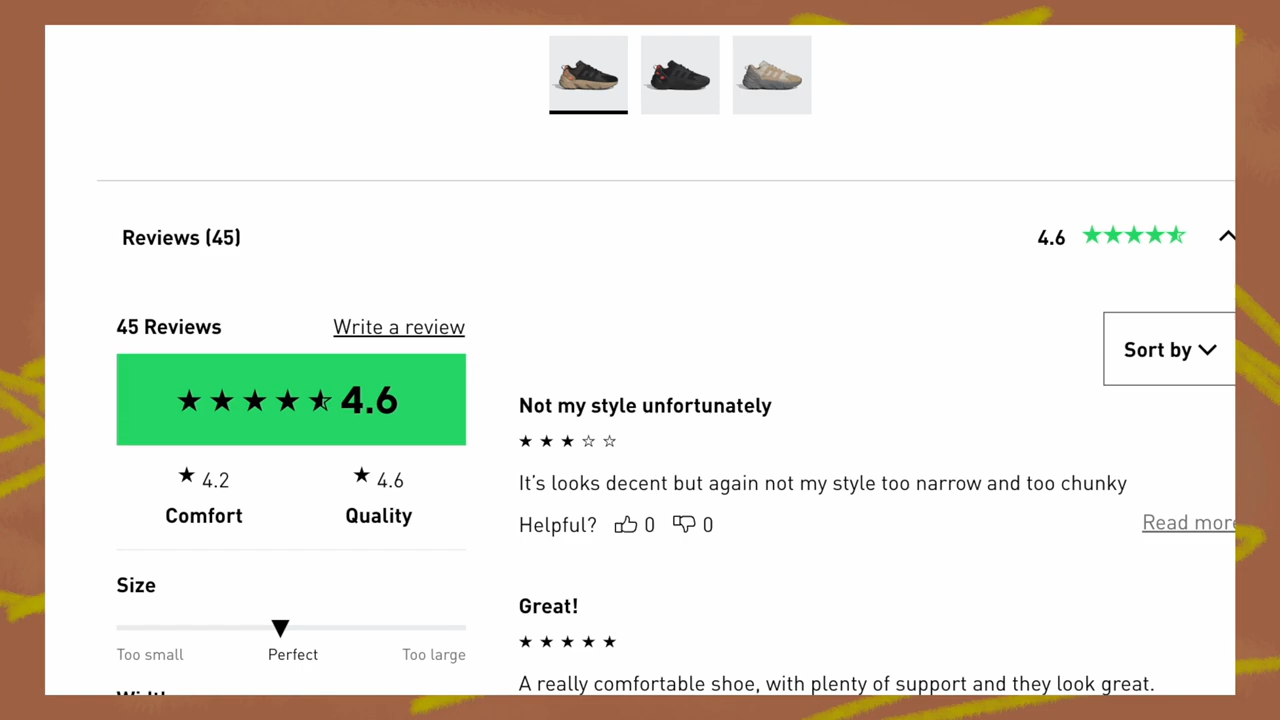 Reviews (45)
4.6
45 Reviews
Write a review
4.6
4.2
Comfort
4.6
Quality
Size
Too small
Perfect
Too large
Sort by
Not my style unfortunately
It's looks decent but again not my style too narrow and too chunky
Helpful? 0 0
Read more
Great!
A really comfortable shoe, with plenty of support and they look great.